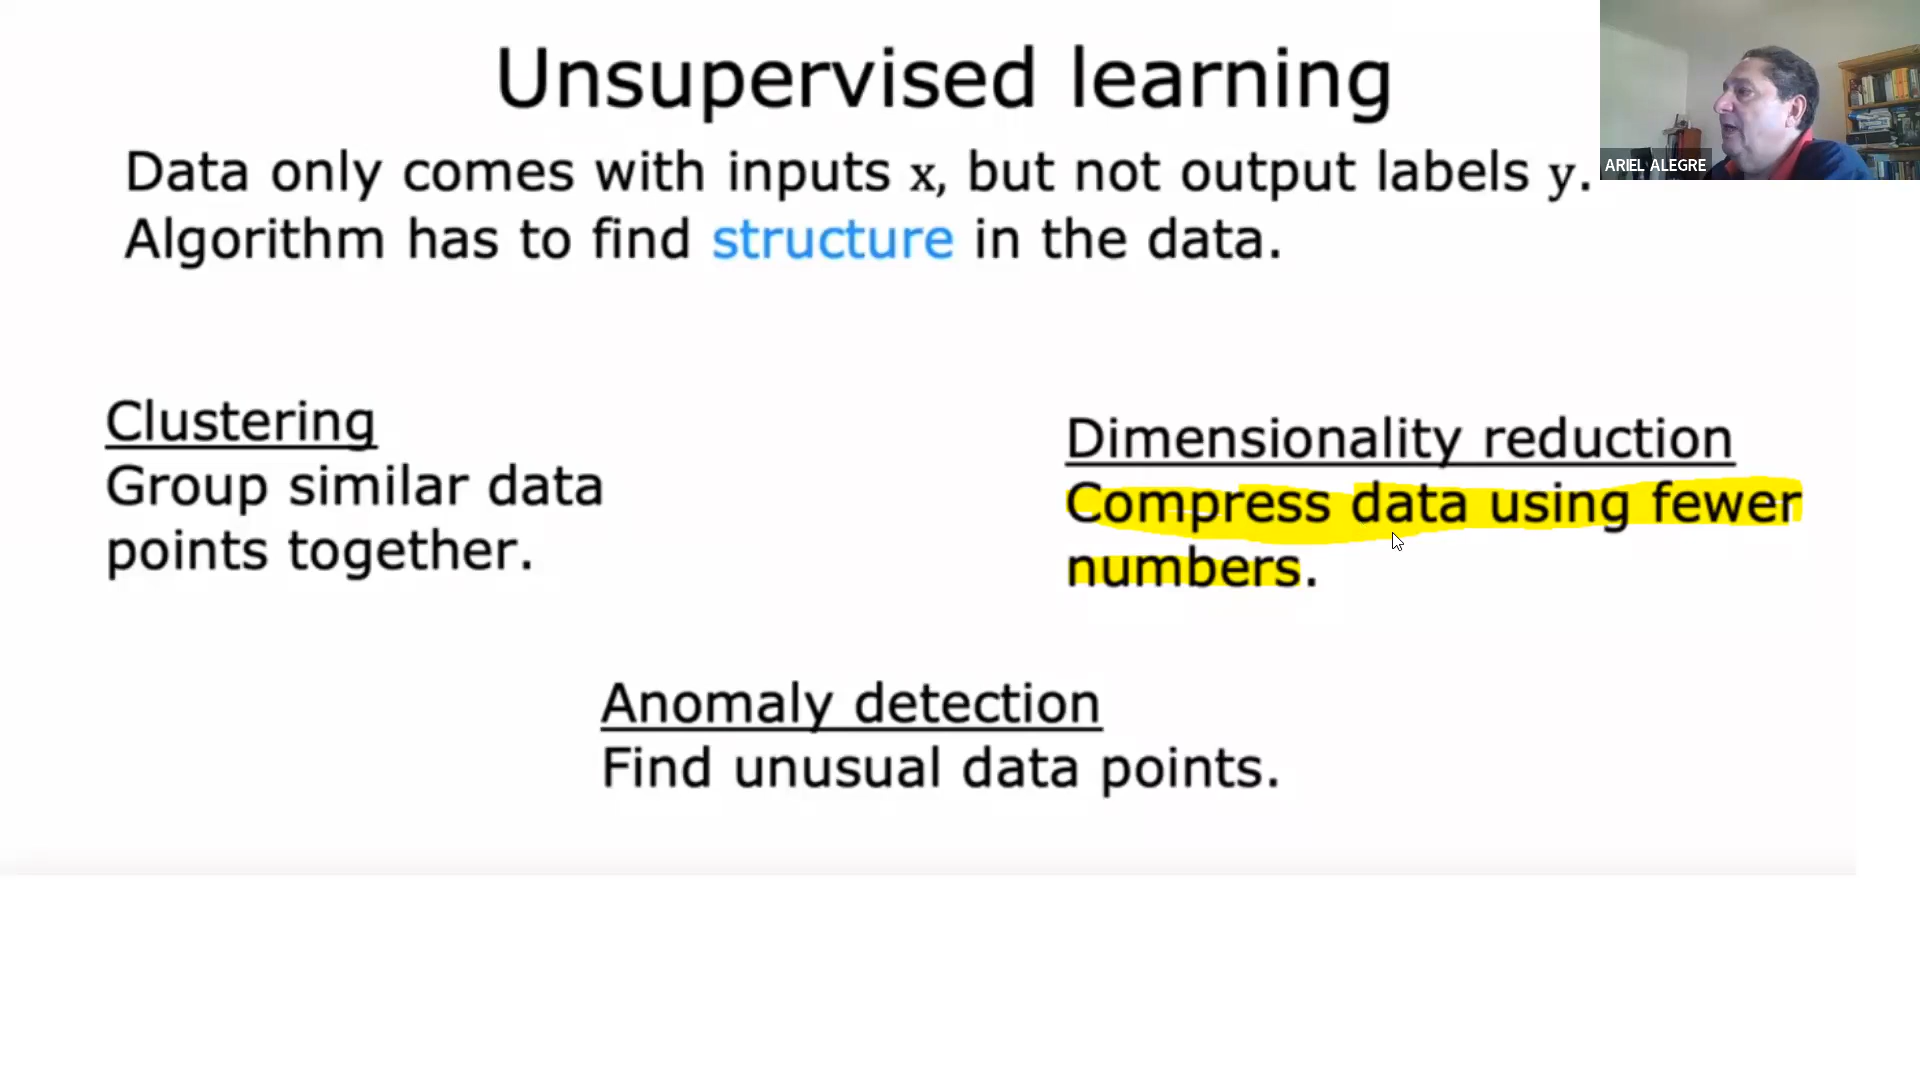 Unsupervised learning
Data only comes with inputs x, but not output labels y.
Algorithm has to find structure in the data.
ARIEL ALEGRE
Clustering
Group similar data
points together.
Dimensionality reduction
Compress data using fewer
numbers.
Anomaly detection
Find unusual data points.